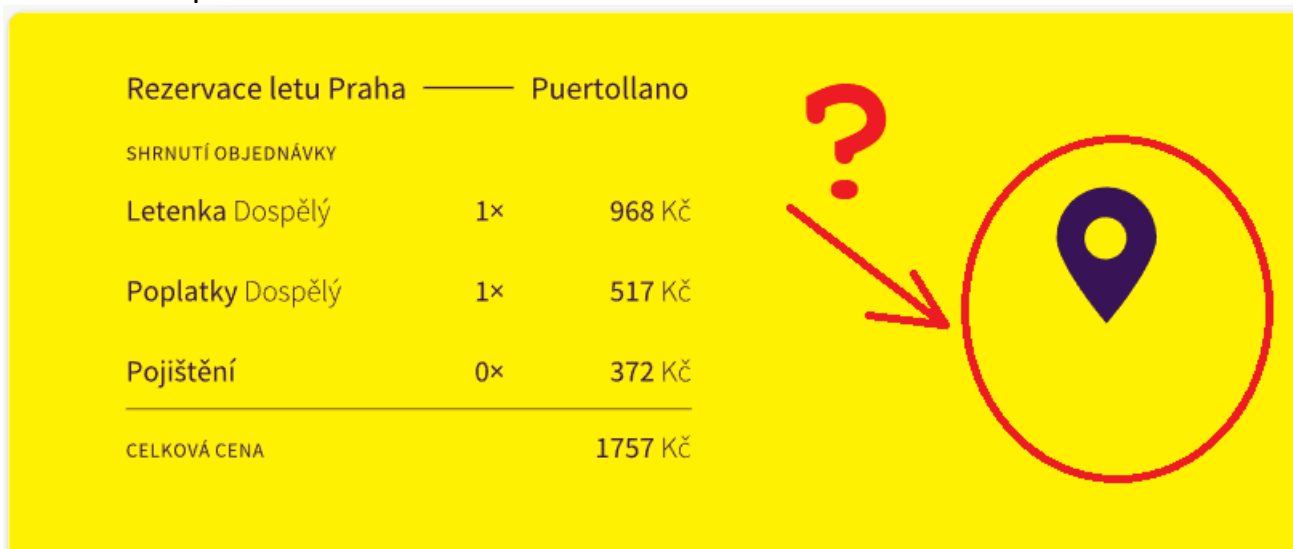 Rezervace letu Praha —— Puertollano
SHRNUTÍ OBJEDNÁVKY
Letenka Dospělý 1× 968 Kč
Poplatky Dospělý 1× 517 Kč
Pojištění 0× 372 Kč
CELKOVÁ CENA 1757 Kč
?